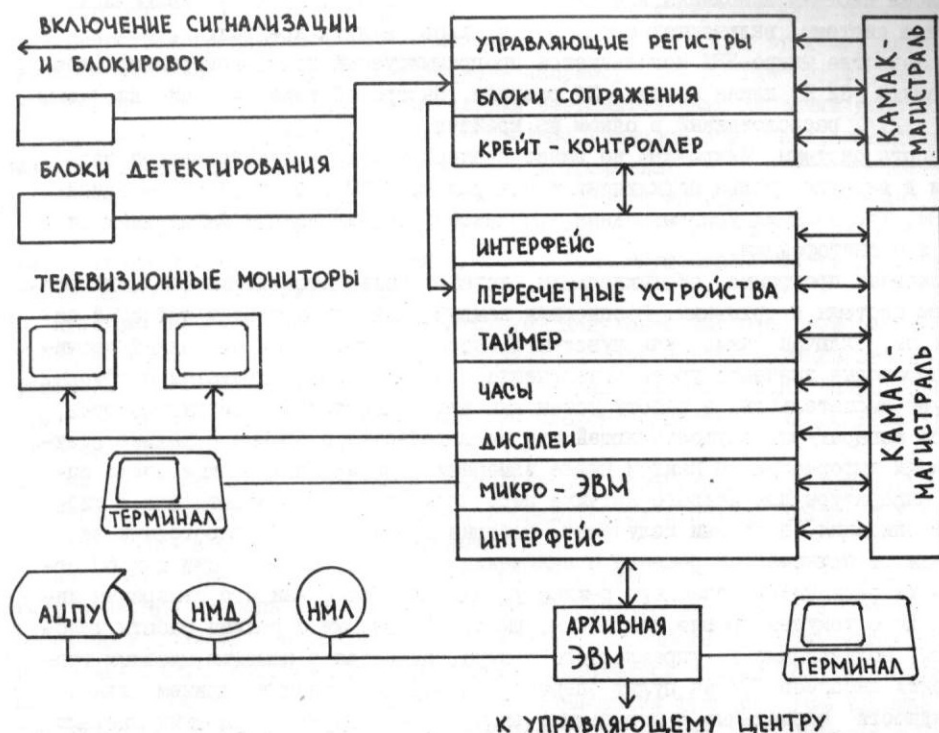 ВКЛЮЧЕНИЕ СИГНАЛИЗАЦИИ
И БЛОКИРОВОК
БЛОКИ ДЕТЕКТИРОВАНИЯ
УПРАВЛЯЮЩИЕ РЕГИСТРЫ
БЛОКИ СОПРЯЖЕНИЯ
КРЕЙТ - КОНТРОЛЛЕР
КАМАК -
МАГИСТРАЛЬ
ТЕЛЕВИЗИОННЫЕ МОНИТОРЫ
ИНТЕРФЕЙС
ПЕРЕСЧЕТНЫЕ УСТРОЙСТВА
ТАЙМЕР
ЧАСЫ
ДИСПЛЕИ
МИКРО ЭВМ
ИНТЕРФЕЙС
КАМАК -
МАГИСТРАЛЬ
ТЕРМИНАЛ
АЦПУ
НМД
НМЛ
АРХИВНАЯ
ЭВМ
ТЕРМИНАЛ
К УПРАВЛЯЮЩЕМУ ЦЕНТРУ